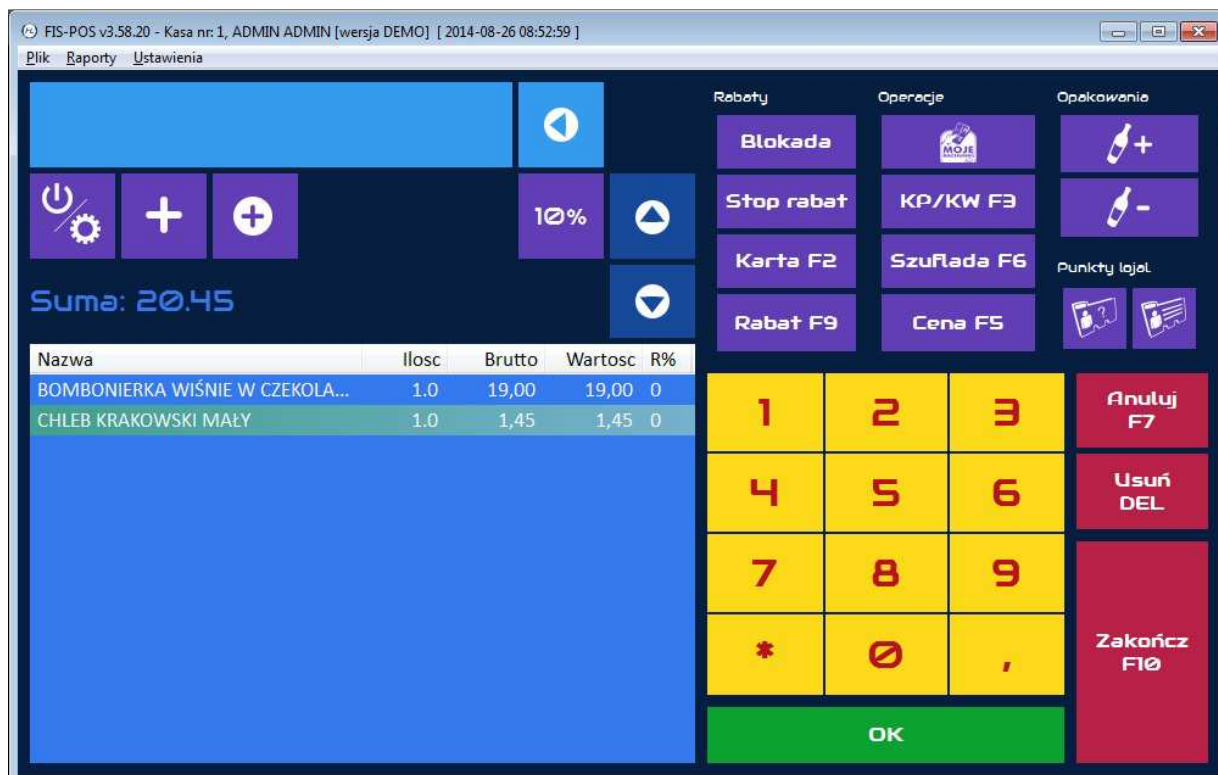 FIS-POS v3.58.20 - Kasa nr: 1, ADMIN ADMIN [wersja DEMO] [ 2014-08-26 08:52:59 ]
Plik Raporty Ustawienia
Rabaty Operacje Opakowania
Blokada MOJE +
10% Stop rabat KP/KW F3 -
Karta F2 Szuflada F6 Punkty lojal.
Suma: 20.45
Rabat F9 Cena F5 ?
Nazwa Ilosc Brutto Wartosc R%
BOMBONIERKA WIŚNIE W CZEKOLA... 1.0 19,00 19,00 0
CHLEB KRAKOWSKI MAŁY 1.0 1,45 1,45 0
1 2 3 Anuluj F7
4 5 6 Usuń DEL
7 8 9
* 0 , Zakończ F10
OK